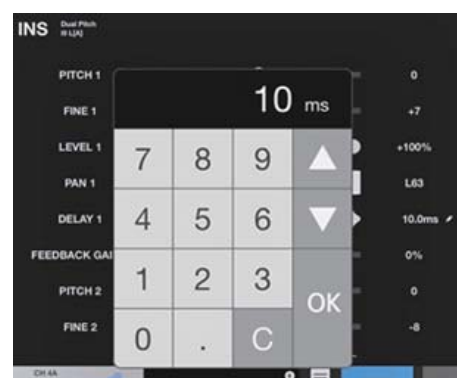 INS Dual Pitch
III L[A]
PITCH 1 0
FINE 1 +7
LEVEL 1 +100%
PAN 1 L63
DELAY 1 10.0ms
FEEDBACK GAI 0%
PITCH 2 0
FINE 2 -8
10 ms
7 8 9
4 5 6
1 2 3 OK
0 . C
CH 4A